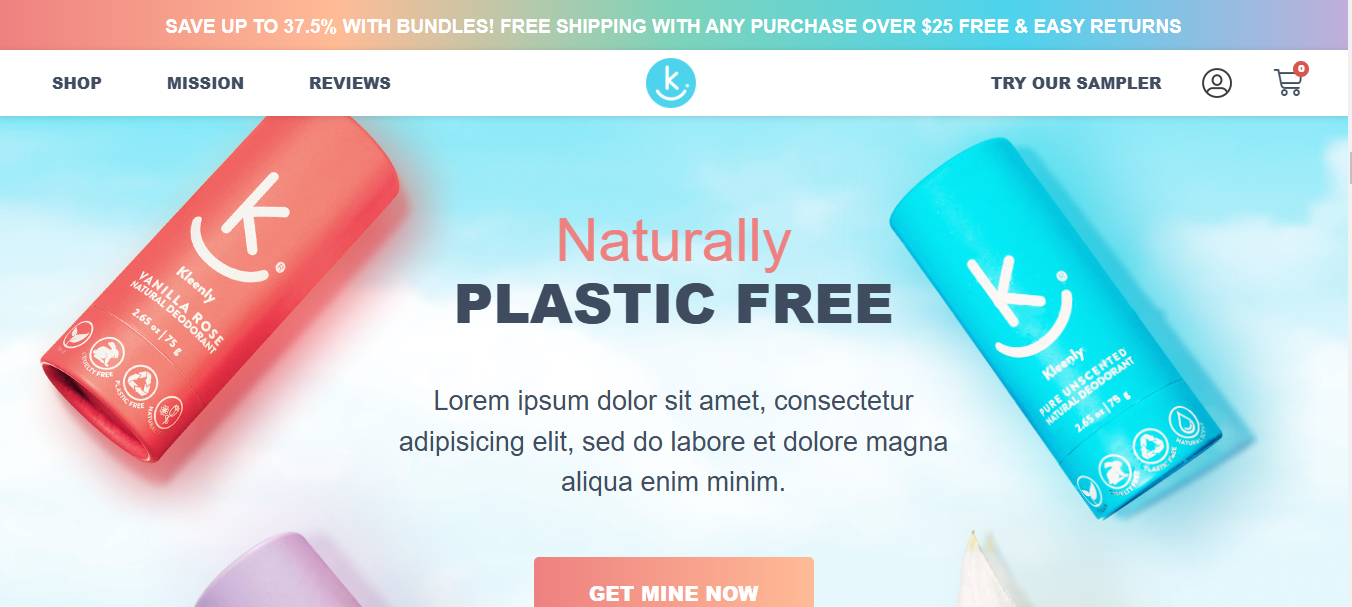 SAVE UP TO 37.5% WITH BUNDLES! FREE SHIPPING WITH ANY PURCHASE OVER $25 FREE & EASY RETURNS
SHOP MISSION REVIEWS k TRY OUR SAMPLER 0
Naturally
PLASTIC FREE
Lorem ipsum dolor sit amet, consectetur
adipisicing elit, sed do labore et dolore magna
aliqua enim minim.
GET MINE NOW
k®
Kleenly
VANILLA ROSE
NATURAL DEODORANT
2.65 oz | 75 g
CRUELTY FREE
PLASTIC FREE
k®
Kleenly
PURE UNSCENTED
NATURAL DEODORANT
2.65 oz | 75 g
CRUELTY FREE
PLASTIC FREE
NATURAL